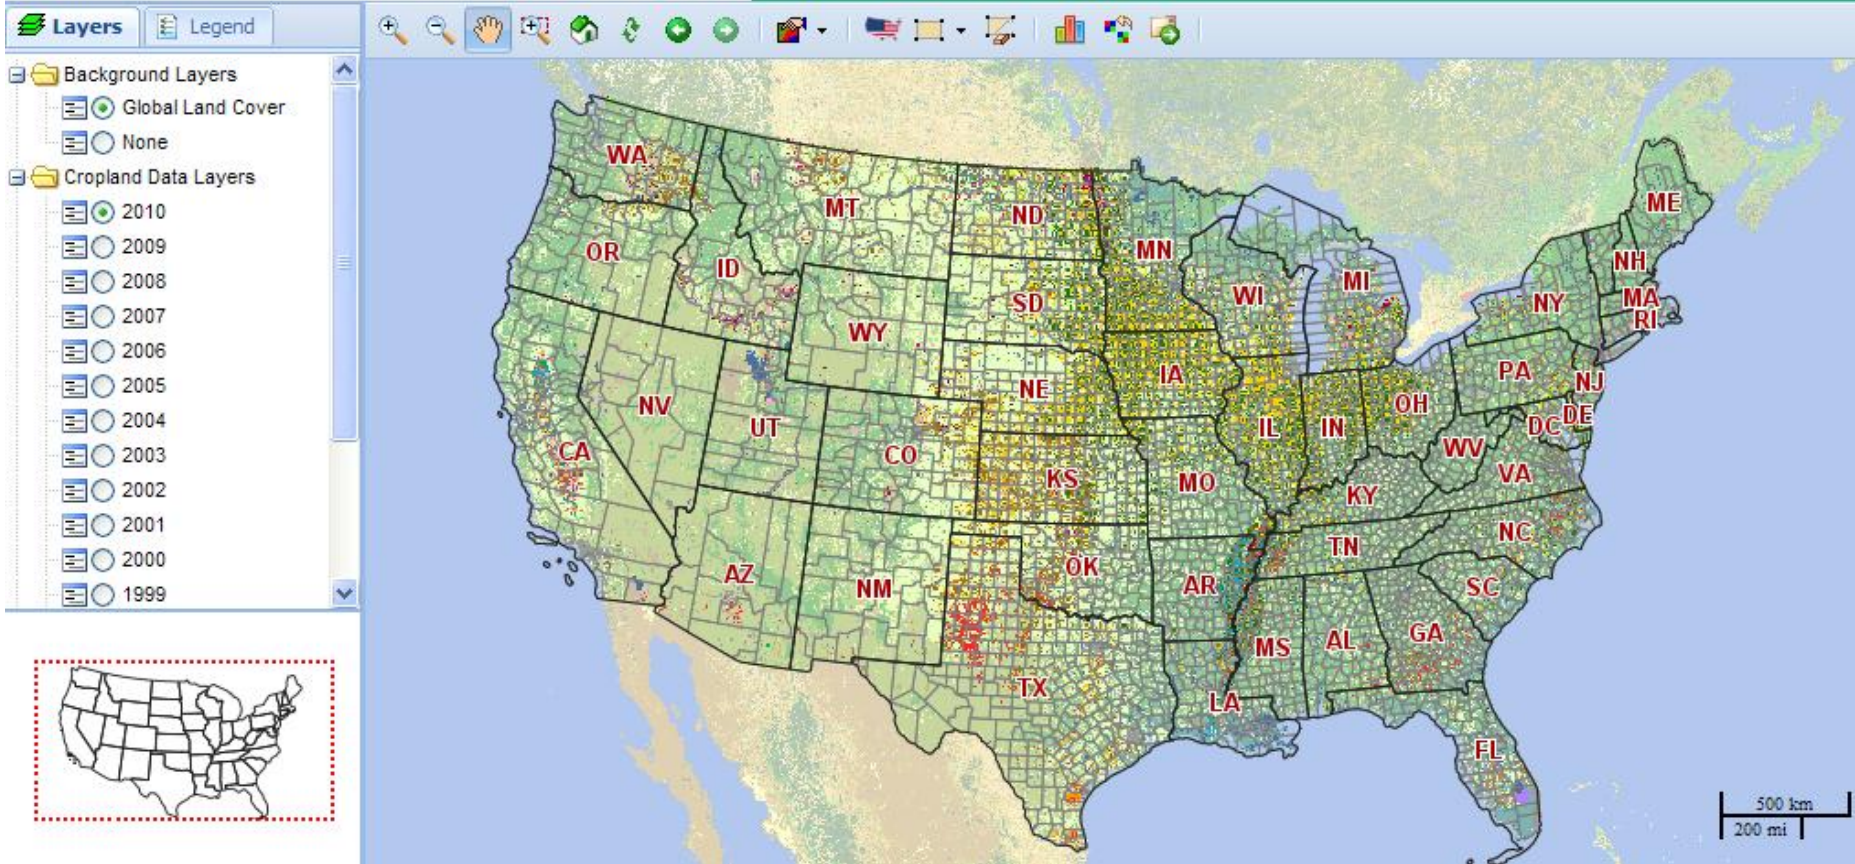 Layers Legend
Background Layers
Global Land Cover
None
Cropland Data Layers
2010
2009
2008
2007
2006
2005
2004
2003
2002
2001
2000
1999
WA
MT
ND
MN
ME
OR
ID
SD
WI
MI
NH
NY
MA
RI
WY
NE
IA
PA
NJ
NV
UT
CO
KS
MO
IL
IN
OH
DE
DC
WV
VA
CA
KY
NC
TN
AZ
NM
OK
AR
SC
MS
AL
GA
TX
LA
FL
500 km
200 mi